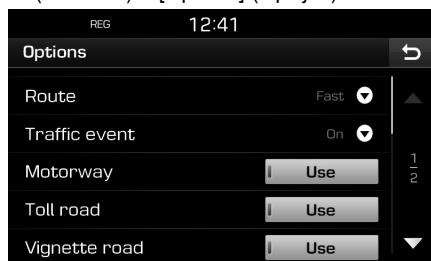 REG 12:41
Options
Route Fast
Traffic event On
Motorway Use
Toll road Use
Vignette road Use
1
2